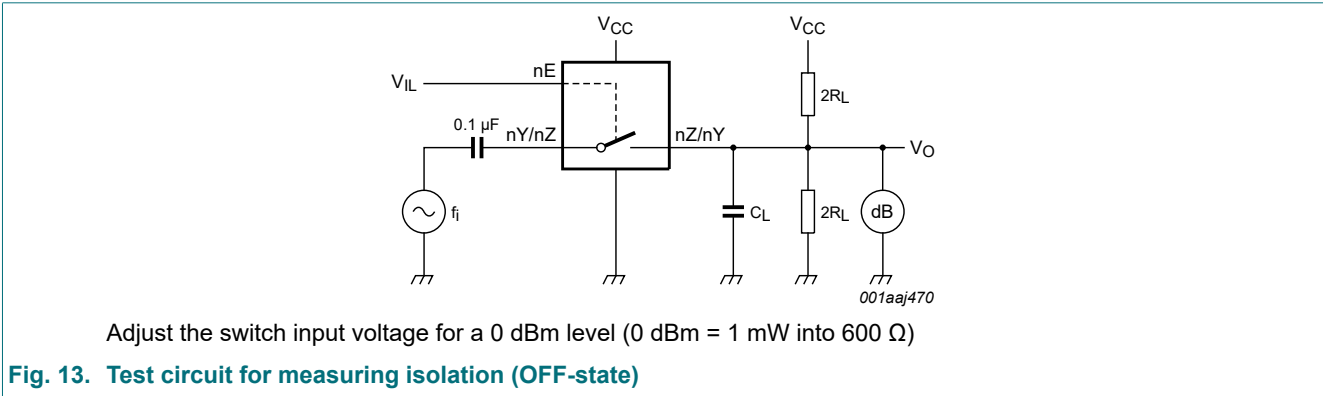 VCC
VCC
VIL
nE
2RL
0.1 µF
nY/nZ
nZ/nY
VO
fi
CL
2RL
dB
001aaj470
Adjust the switch input voltage for a 0 dBm level (0 dBm = 1 mW into 600 Ω)
Fig. 13. Test circuit for measuring isolation (OFF-state)